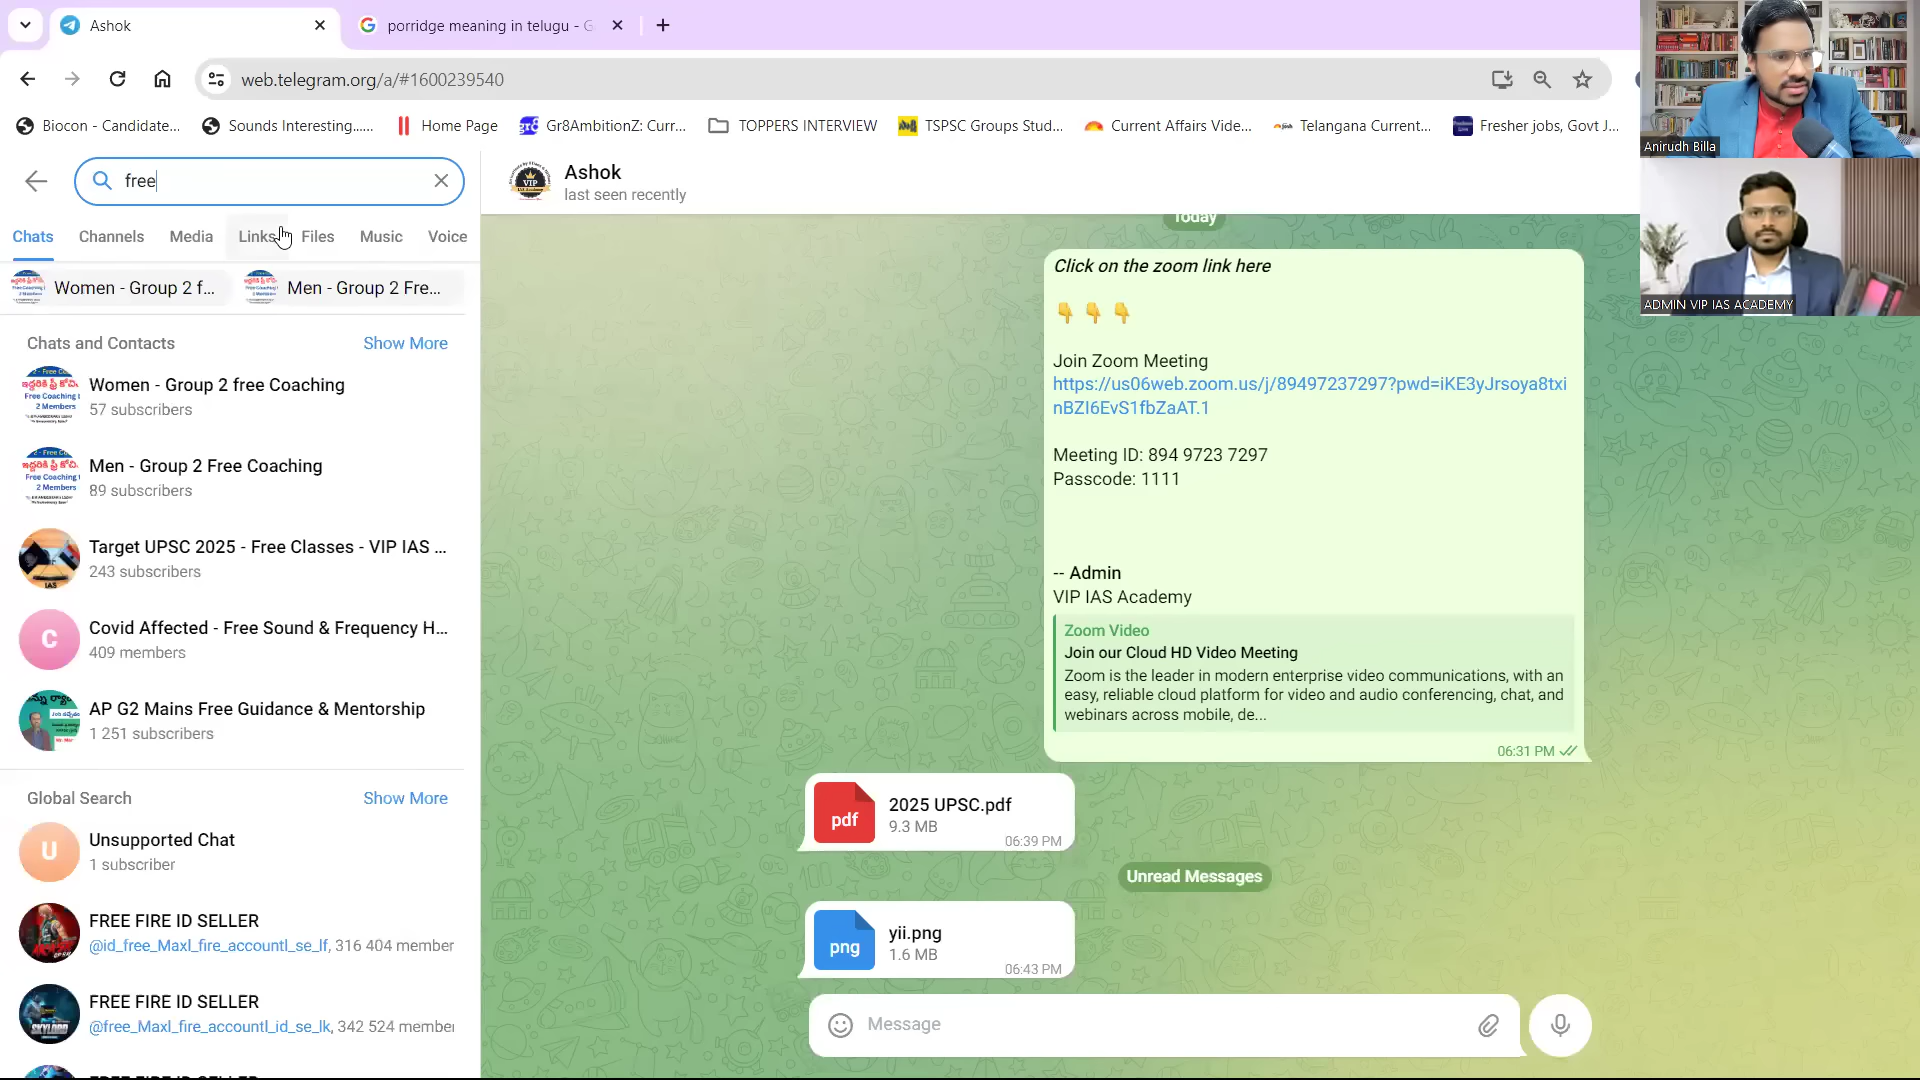 Ashok
porridge meaning in telugu - G
web.telegram.org/a/#1600239540
Biocon - Candidate...
Sounds Interesting......
Home Page
Gr8AmbitionZ: Curr...
TOPPERS INTERVIEW
TSPSC Groups Stud...
Current Affairs Vide...
Telangana Current...
Fresher jobs, Govt J...
Anirudh Billa
ADMIN VIP IAS ACADEMY
free
Chats
Channels
Media
Links
Files
Music
Voice
Women - Group 2 f...
Men - Group 2 Fre...
Chats and Contacts
Show More
Women - Group 2 free Coaching
57 subscribers
Men - Group 2 Free Coaching
89 subscribers
Target UPSC 2025 - Free Classes - VIP IAS ...
243 subscribers
C
Covid Affected - Free Sound & Frequency H...
409 members
AP G2 Mains Free Guidance & Mentorship
1 251 subscribers
Global Search
Show More
U
Unsupported Chat
1 subscriber
FREE FIRE ID SELLER
@id_free_Maxl_fire_accountl_se_lf, 316 404 member
FREE FIRE ID SELLER
@free_Maxl_fire_accountl_id_se_lk, 342 524 member
VIP
Ashok
last seen recently
Today
Click on the zoom link here
Join Zoom Meeting
https://us06web.zoom.us/j/89497237297?pwd=iKE3yJrsoya8txi
nBZI6EvS1fbZaAT.1
Meeting ID: 894 9723 7297
Passcode: 1111
-- Admin
VIP IAS Academy
Zoom Video
Join our Cloud HD Video Meeting
Zoom is the leader in modern enterprise video communications, with an
easy, reliable cloud platform for video and audio conferencing, chat, and
webinars across mobile, de...
06:31 PM
pdf
2025 UPSC.pdf
9.3 MB
06:39 PM
Unread Messages
png
yii.png
1.6 MB
06:43 PM
Message